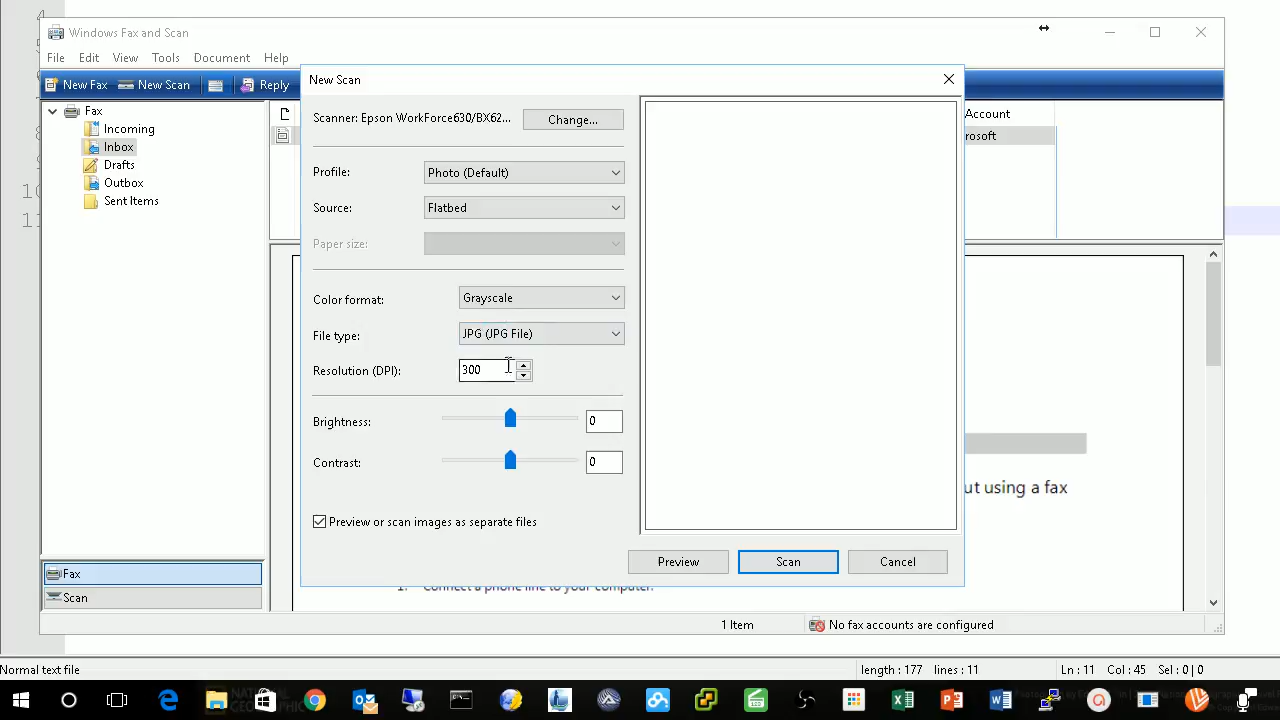 Windows Fax and Scan
File Edit View Tools Document Help
New Fax New Scan Reply
New Scan
Fax
Incoming
Inbox
Drafts
Outbox
Sent Items
Scanner: Epson WorkForce630/BX62... Change...
Profile: Photo (Default)
Source: Flatbed
Paper size:
Color format: Grayscale
File type: JPG (JPG File)
Resolution (DPI): 300
Brightness: 0
Contrast: 0
Preview or scan images as separate files
Preview Scan Cancel
Account
rosoft
ut using a fax
1. Connect a phone line to your computer.
Fax
Scan
1 Item No fax accounts are configured
Normal text file length : 177 lines : 11 Ln : 11 Col : 45 Sel : 0 | 0